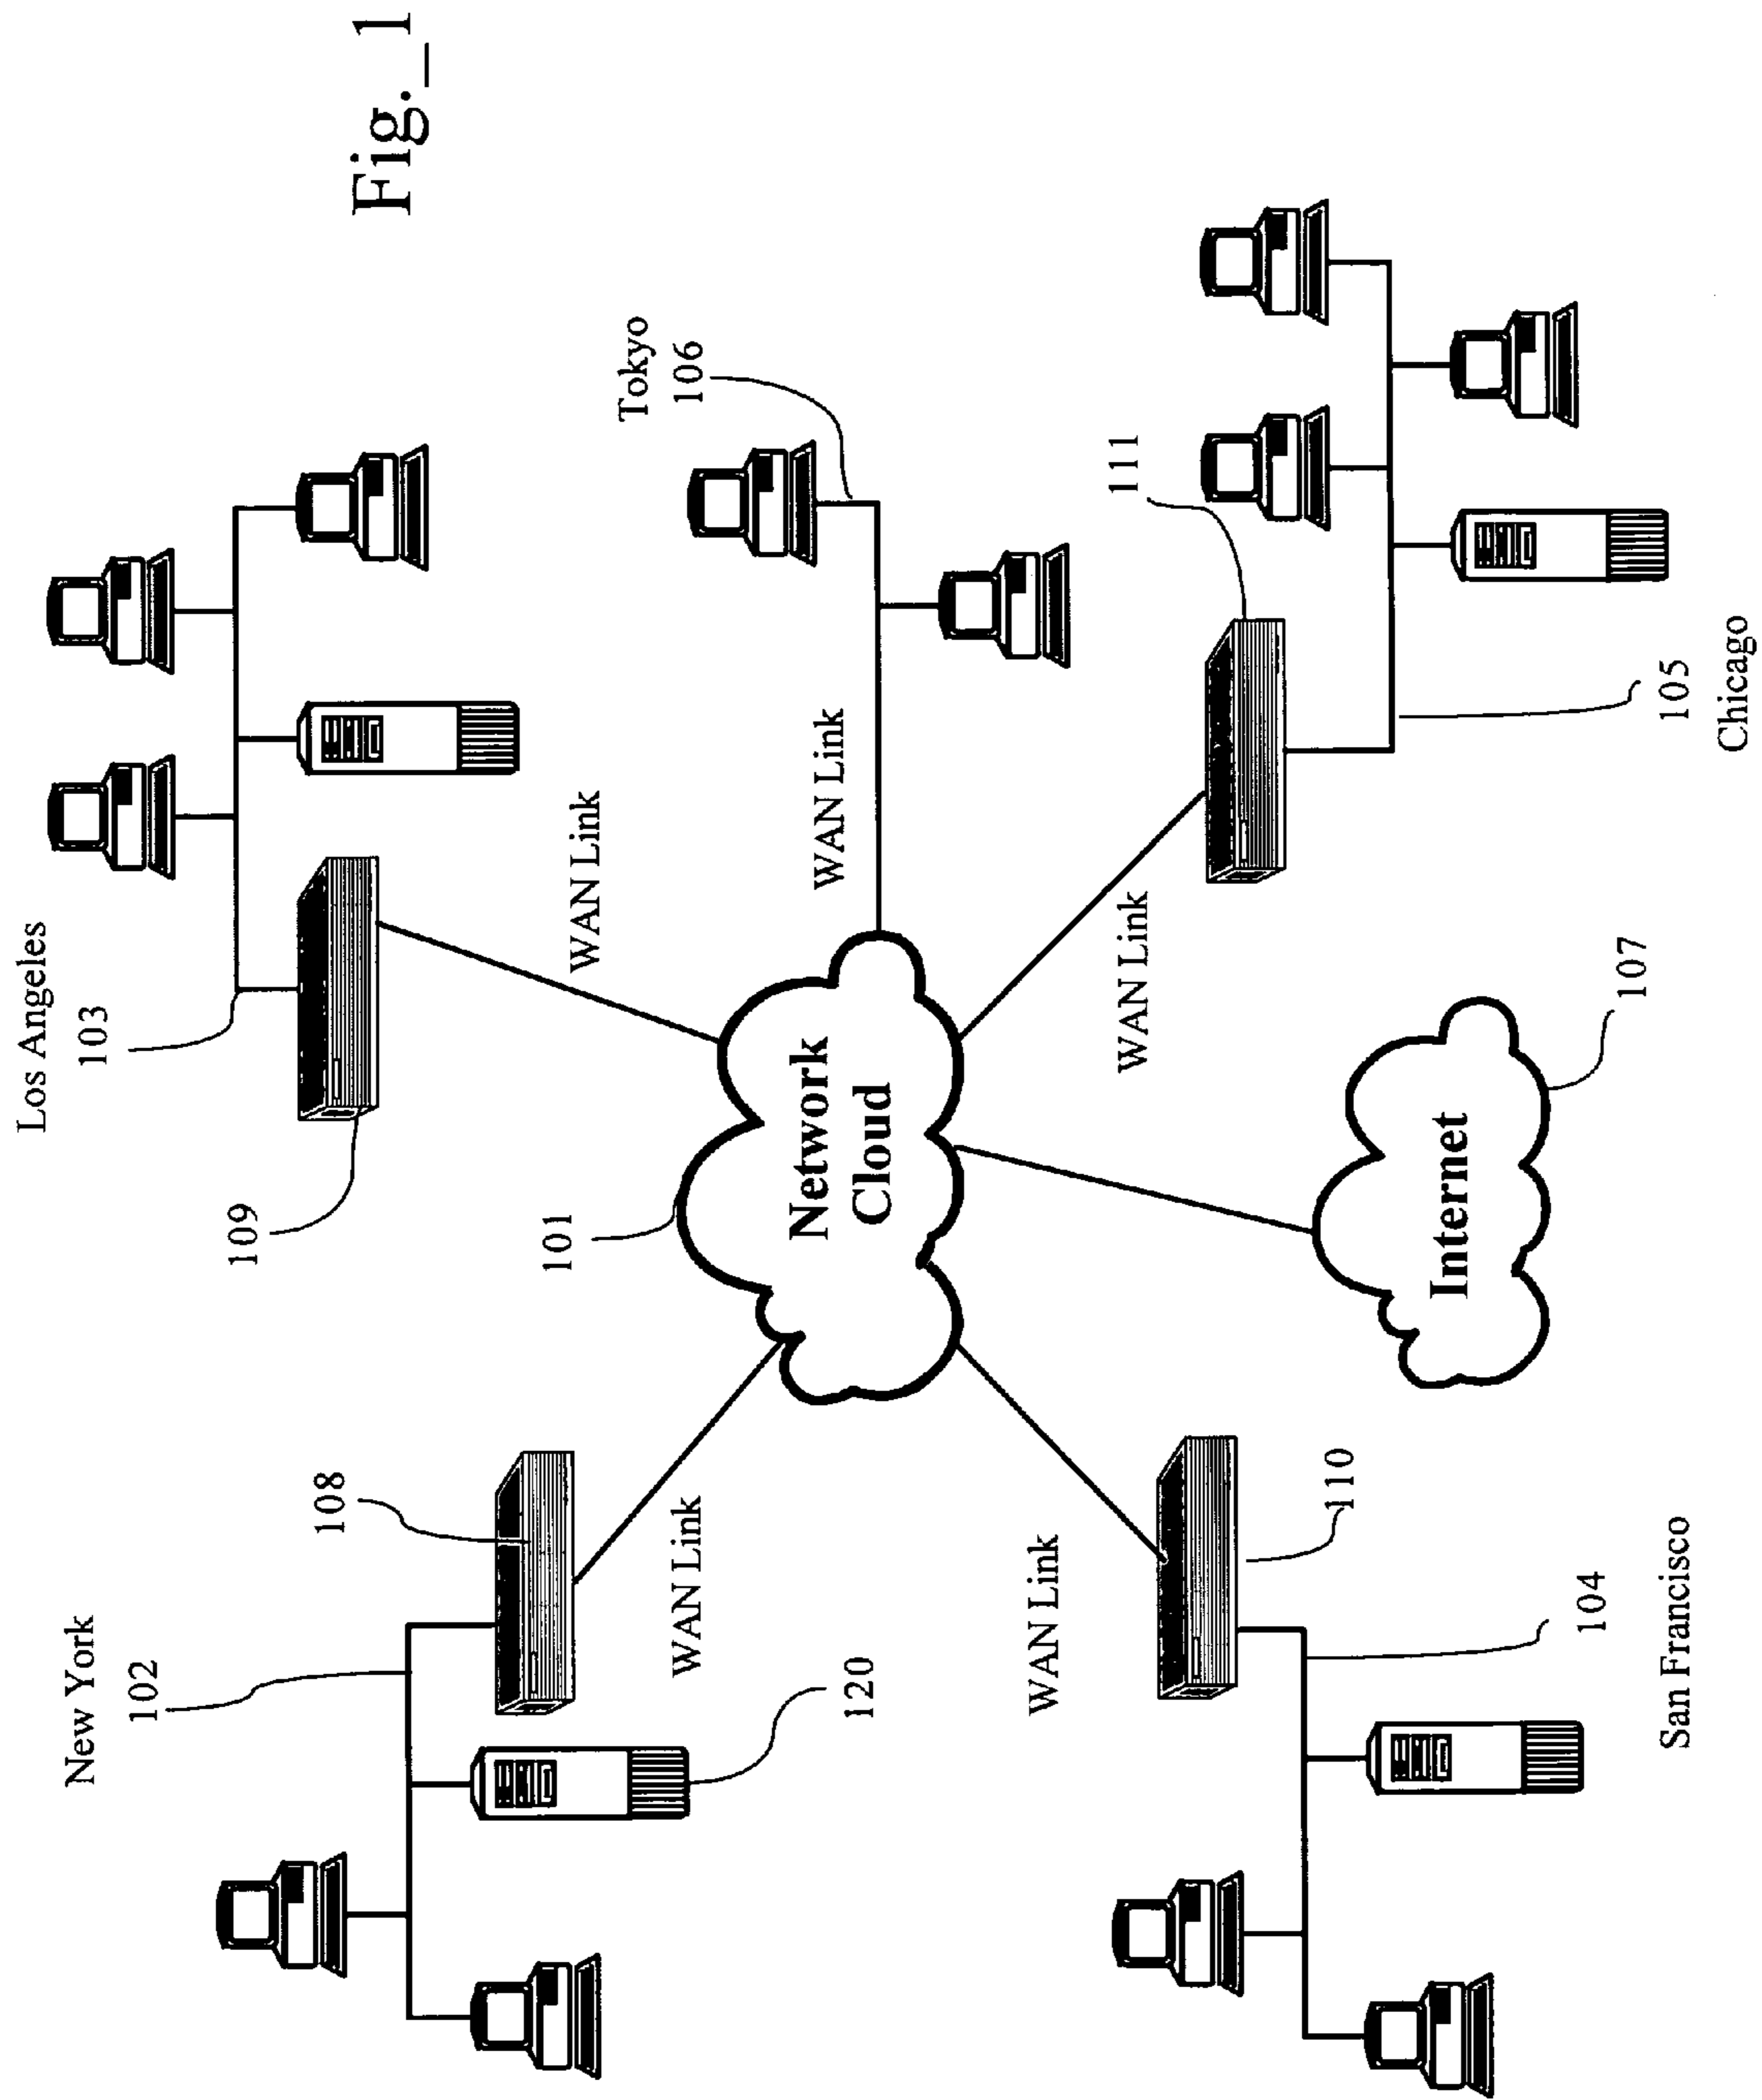 New York
102
Los Angeles
103
108
109
101
WAN Link
WAN Link
120
Network
Cloud
Tokyo
106
WAN Link
WAN Link
WAN Link
111
110
Internet
107
104
San Francisco
105
Chicago
Fig._1